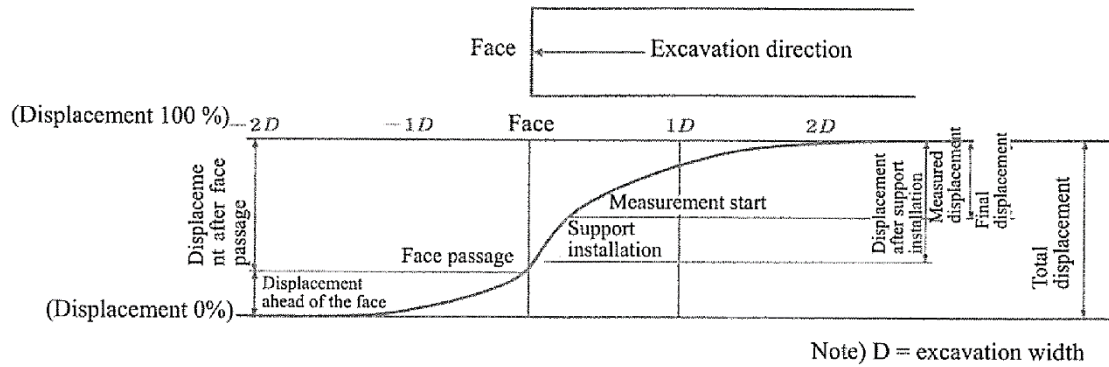 Face
Excavation direction
(Displacement 100 %)
-2D
-1D
Face
1D
2D
Displaceme
nt after face
passage
Measurement start
Support
installation
Face passage
Displacement
ahead of the face
(Displacement 0%)
Displacement
after support
installation
Measured
displacement
Final
displacement
Total
displacement
Note) D = excavation width